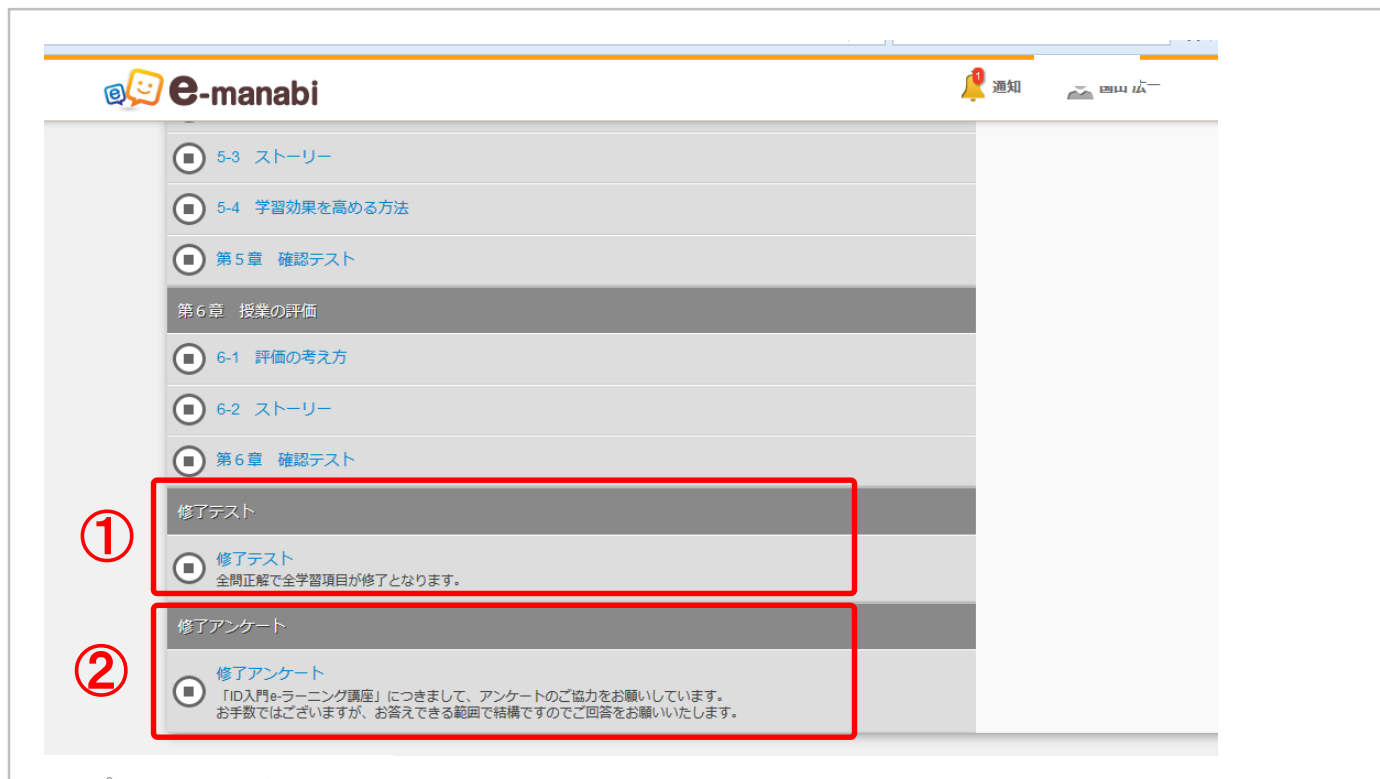 e-manabi
1
通知
広一
5-3 ストーリー
5-4 学習効果を高める方法
第5章 確認テスト
第6章 授業の評価
6-1 評価の考え方
6-2 ストーリー
第6章 確認テスト
①
修了テスト
修了テスト
全問正解で全学習項目が修了となります。
②
修了アンケート
修了アンケート
「ID入門e-ラーニング講座」につきまして、アンケートのご協力をお願いしています。
お手数ではございますが、お答えできる範囲で結構ですのでご回答をお願いいたします。